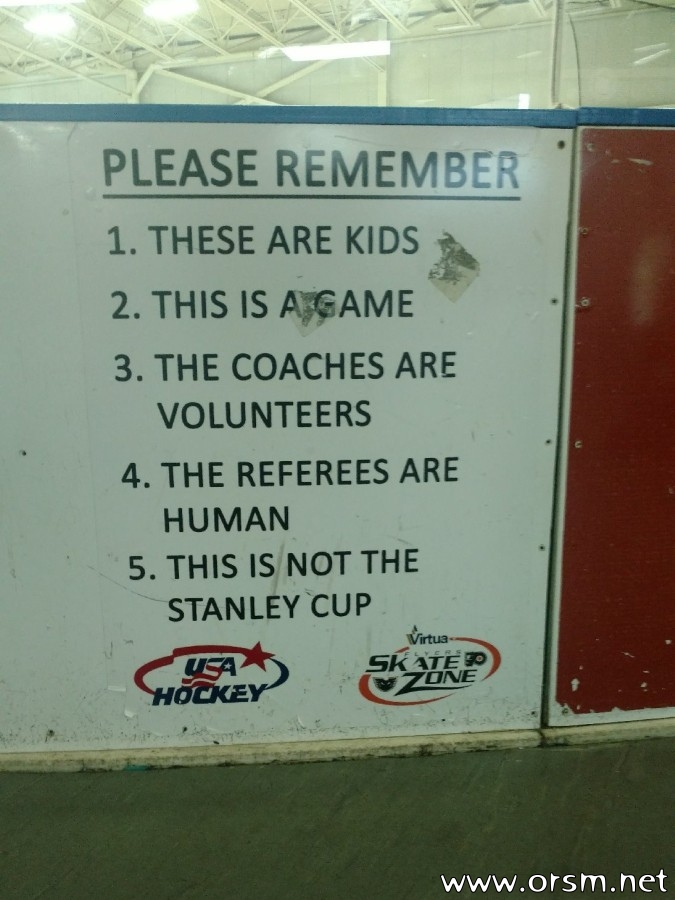 PLEASE REMEMBER
1. THESE ARE KIDS
2. THIS IS A GAME
3. THE COACHES ARE
VOLUNTEERS
4. THE REFEREES ARE
HUMAN
5. THIS IS NOT THE
STANLEY CUP
USA
HOCKEY
Virtua
FLYERS
SKATE
ZONE
www.orsm.net